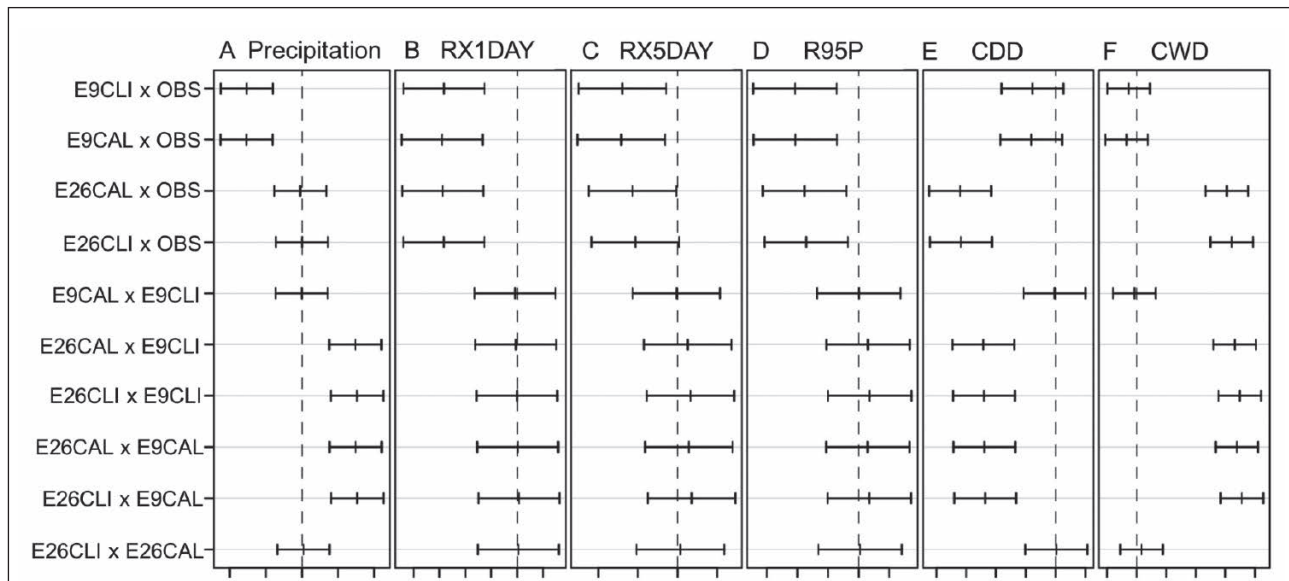 A Precipitation B RX1DAY C RX5DAY D R95P E CDD F CWD
E9CLI x OBS
E9CAL x OBS
E26CAL x OBS
E26CLI x OBS
E9CAL x E9CLI
E26CAL x E9CLI
E26CLI x E9CLI
E26CAL x E9CAL
E26CLI x E9CAL
E26CLI x E26CAL